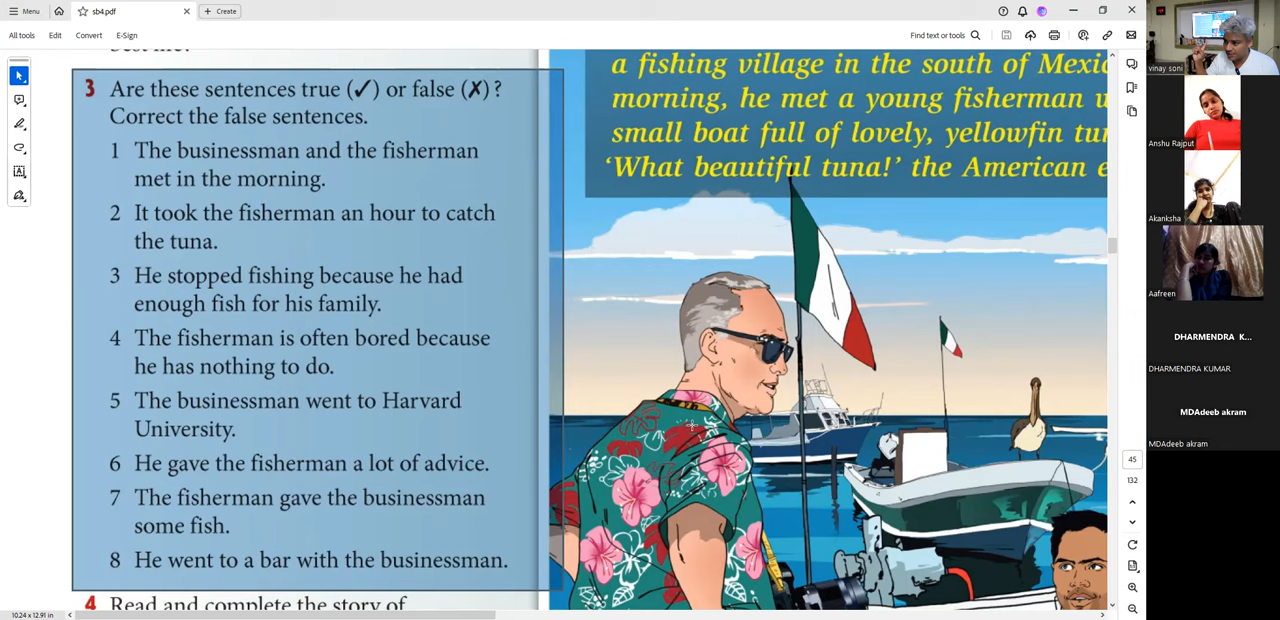 Menu
sb4.pdf
Create
All tools
Edit
Convert
E-Sign
Find text or tools
3 Are these sentences true (✓) or false (✗)?
Correct the false sentences.
1 The businessman and the fisherman
met in the morning.
2 It took the fisherman an hour to catch
the tuna.
3 He stopped fishing because he had
enough fish for his family.
4 The fisherman is often bored because
he has nothing to do.
5 The businessman went to Harvard
University.
6 He gave the fisherman a lot of advice.
7 The fisherman gave the businessman
some fish.
8 He went to a bar with the businessman.
4 Read and complete the story of
a fishing village in the south of Mexic
morning, he met a young fisherman
small boat full of lovely, yellowfin tu
‘What beautiful tuna!’ the American e
45
132
10.24 x 12.91 in
vinay soni
Anshu Rajput
Akanksha
Aafreen
DHARMENDRA K...
DHARMENDRA KUMAR
MDAdeeb akram
MDAdeeb akram